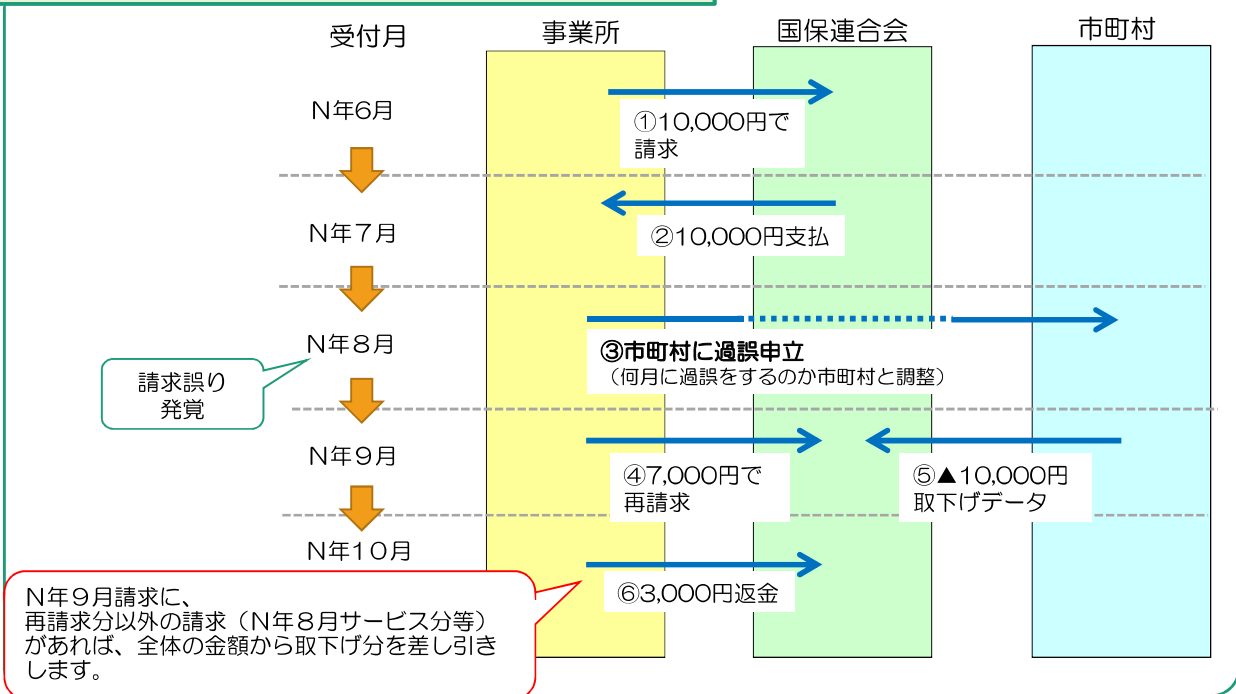 受付月
事業所
国保連合会
市町村
N年6月
①10,000円で
請求
N年7月
②10,000円支払
N年8月
③市町村に過誤申立
（何月に過誤をするのか市町村と調整）
請求誤り
発覚
N年9月
④7,000円で
再請求
⑤▲10,000円
取下げデータ
N年10月
⑥3,000円返金
N年９月請求に、
再請求分以外の請求（N年８月サービス分等）
があれば、全体の金額から取下げ分を差し引き
します。